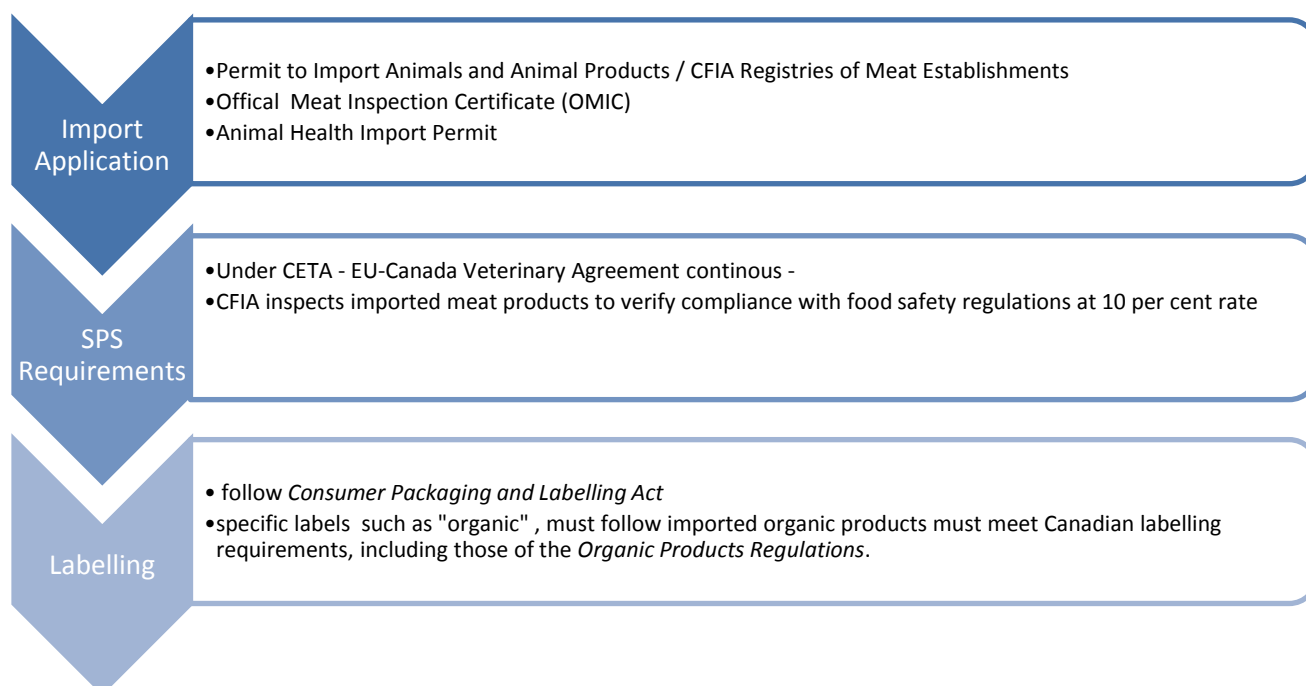 Import
Application
•Permit to Import Animals and Animal Products / CFIA Registries of Meat Establishments
•Offical  Meat Inspection Certificate (OMIC)
•Animal Health Import Permit
SPS
Requirements
•Under CETA - EU-Canada Veterinary Agreement continous -
•CFIA inspects imported meat products to verify compliance with food safety regulations at 10 per cent rate
Labelling
• follow Consumer Packaging and Labelling Act
•specific labels  such as "organic" , must follow imported organic products must meet Canadian labelling
requirements, including those of the Organic Products Regulations.